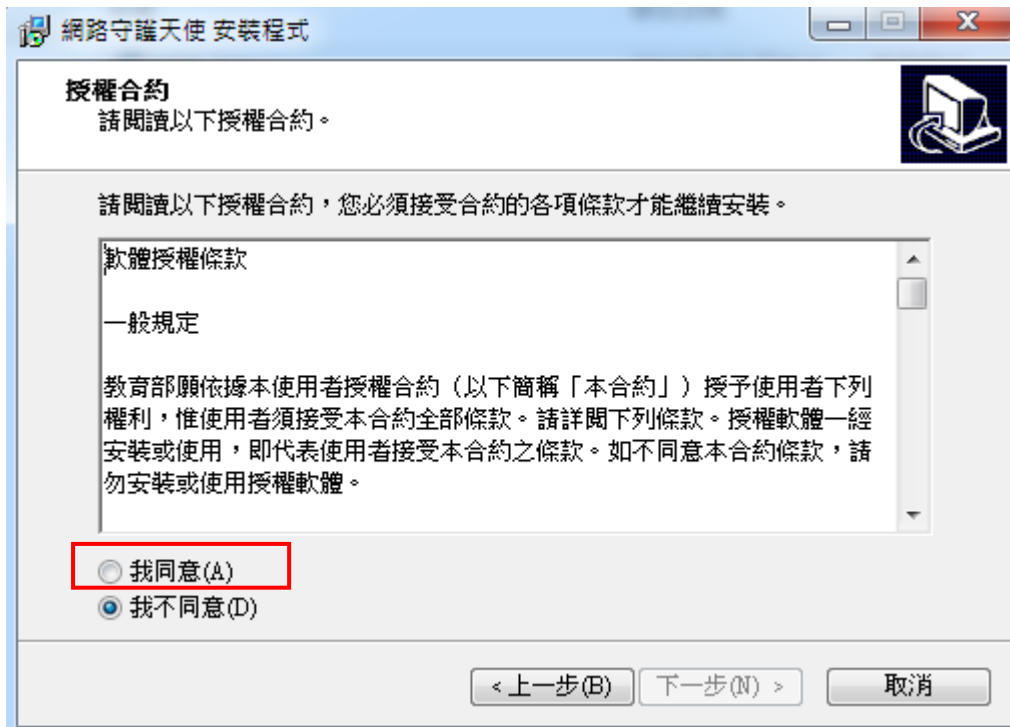 網路守護天使 安裝程式
授權合約
請閱讀以下授權合約。
請閱讀以下授權合約，您必須接受合約的各項條款才能繼續安裝。
軟體授權條款
一般規定
教育部願依據本使用者授權合約（以下簡稱「本合約」）授予使用者下列
權利，惟使用者須接受本合約全部條款。請詳閱下列條款。授權軟體一經
安裝或使用，即代表使用者接受本合約之條款。如不同意本合約條款，請
勿安裝或使用授權軟體。
我同意(A)
我不同意(D)
< 上一步(B) 下一步(N) > 取消